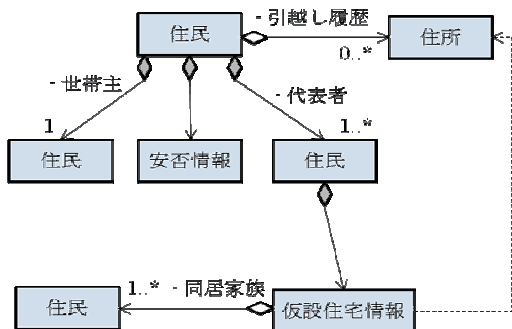 住民
- 引越し履歴
0..*
住所
- 世帯主
1
- 代表者
1..*
住民
安否情報
住民
1..* - 同居家族
住民
仮設住宅情報